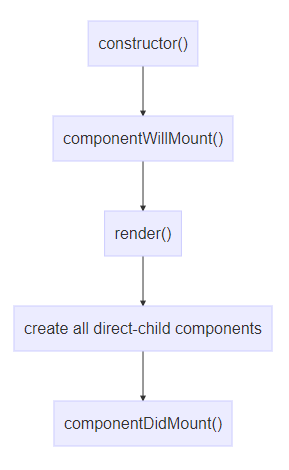 constructor()
componentWillMount()
render()
create all direct-child components
componentDidMount()